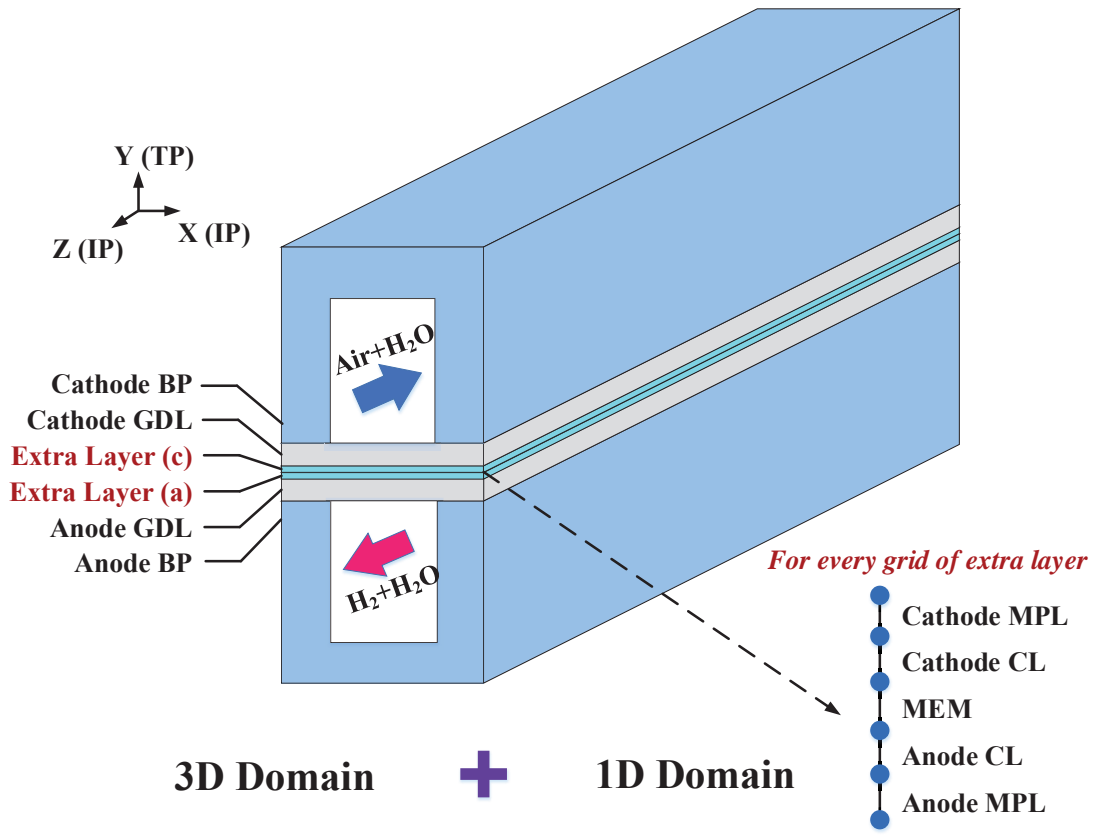 Y (TP)
X (IP)
Z (IP)
Air+H₂O
Cathode BP
Cathode GDL
Extra Layer (c)
Extra Layer (a)
Anode GDL
Anode BP
H₂+H₂O
For every grid of extra layer
Cathode MPL
Cathode CL
MEM
Anode CL
Anode MPL
3D Domain + 1D Domain